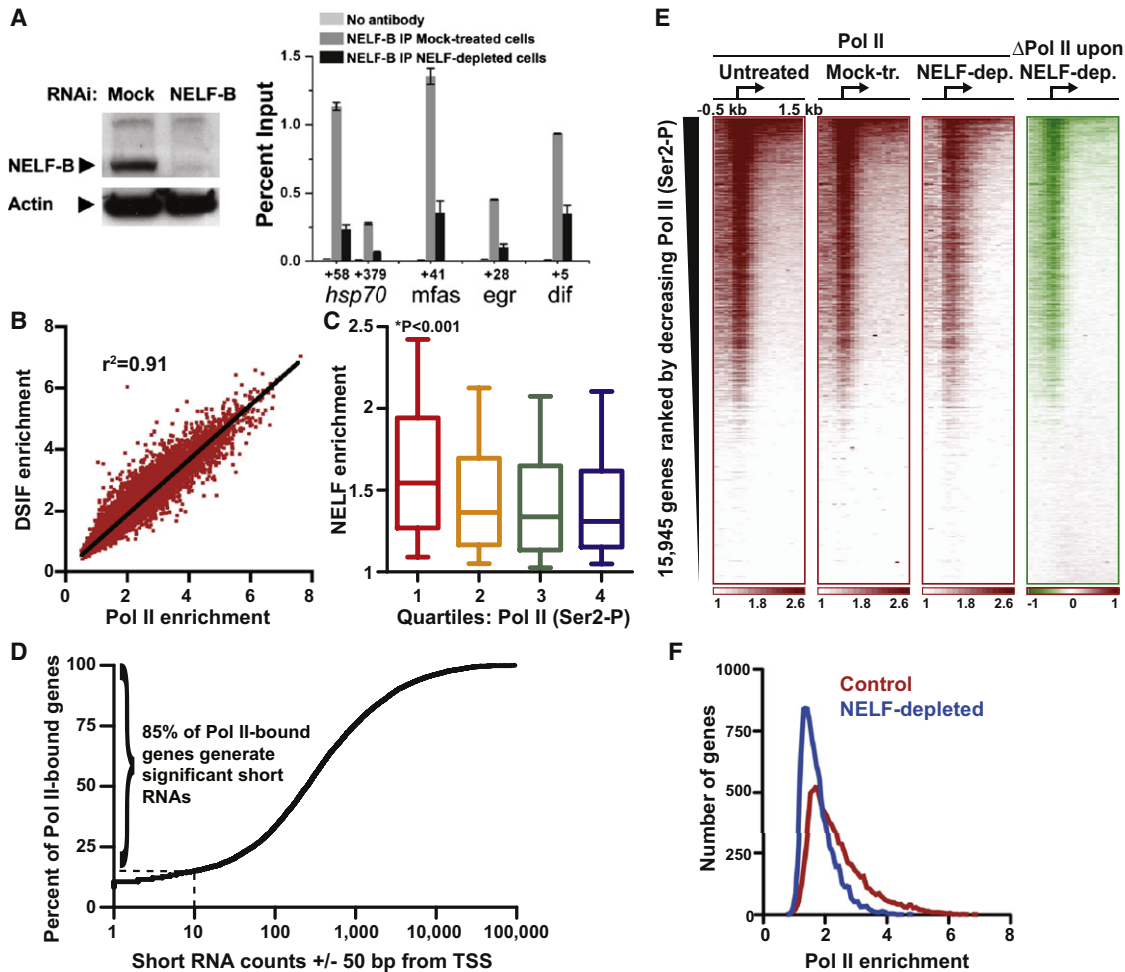 A
No antibody
NELF-B IP Mock-treated cells
NELF-B IP NELF-depleted cells
RNAi: Mock NELF-B
NELF-B
Actin
Percent Input
1.5
1.0
0.5
0.0
+58 +379 +41 +28 +5
hsp70 mfas egr dif
B
r²=0.91
DSIF enrichment
8
6
4
2
0
0 2 4 6 8
Pol II enrichment
C
*P<0.001
NELF enrichment
2.5
2
1.5
1
1 2 3 4
Quartiles: Pol II (Ser2-P)
D
Percent of Pol II-bound genes
100
75
50
25
0
85% of Pol II-bound
genes generate
significant short
RNAs
1 10 100 1,000 10,000 100,000
Short RNA counts +/- 50 bp from TSS
E
Pol II
ΔPol II upon
Untreated Mock-tr. NELF-dep. NELF-dep.
-0.5 kb 1.5 kb
15,945 genes ranked by decreasing Pol II (Ser2-P)
1 1.8 2.6 1 1.8 2.6 1 1.8 2.6 -1 0 1
F
Control
NELF-depleted
Number of genes
1000
750
500
250
0
0 2 4 6 8
Pol II enrichment